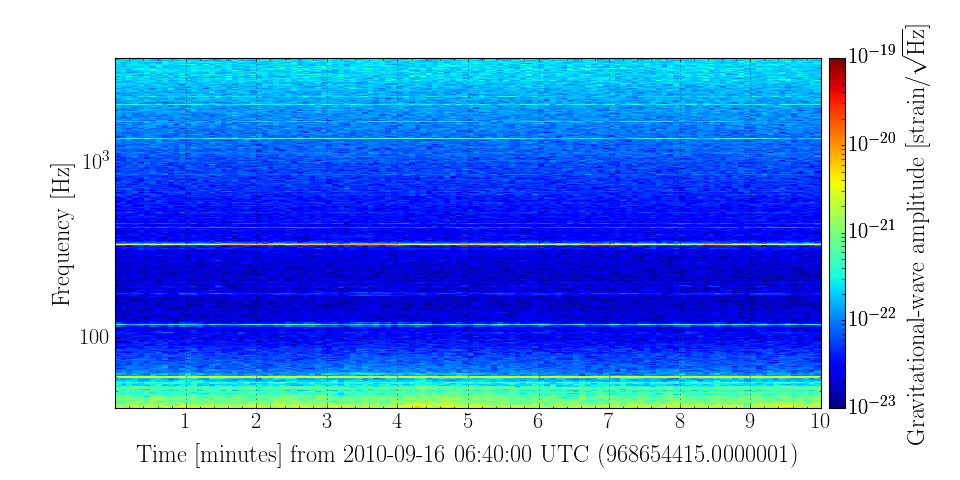 10^3
100
Frequency [Hz]
1 2 3 4 5 6 7 8 9 10
Time [minutes] from 2010-09-16 06:40:00 UTC (968654415.0000001)
10^−19
10^−20
10^−21
10^−22
10^−23
Gravitational-wave amplitude [strain/√Hz]